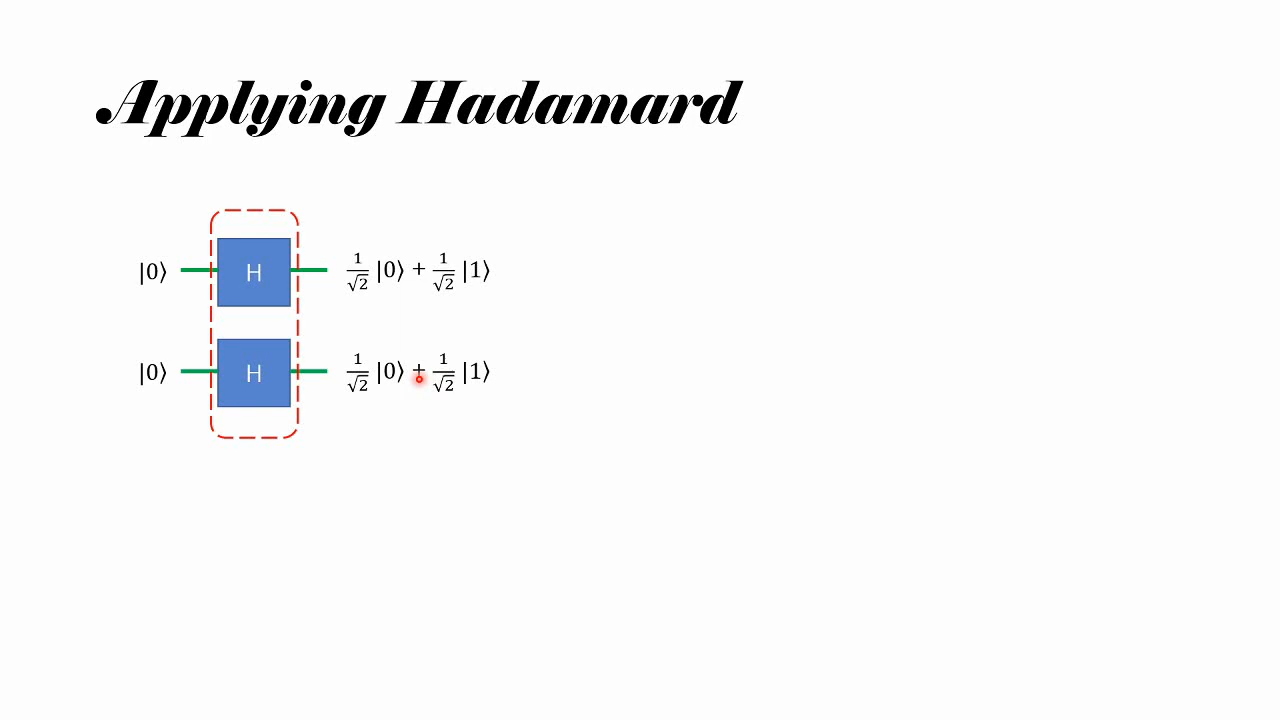 Applying Hadamard
|0⟩ H 1/√2 |0⟩ + 1/√2 |1⟩
|0⟩ H 1/√2 |0⟩ + 1/√2 |1⟩